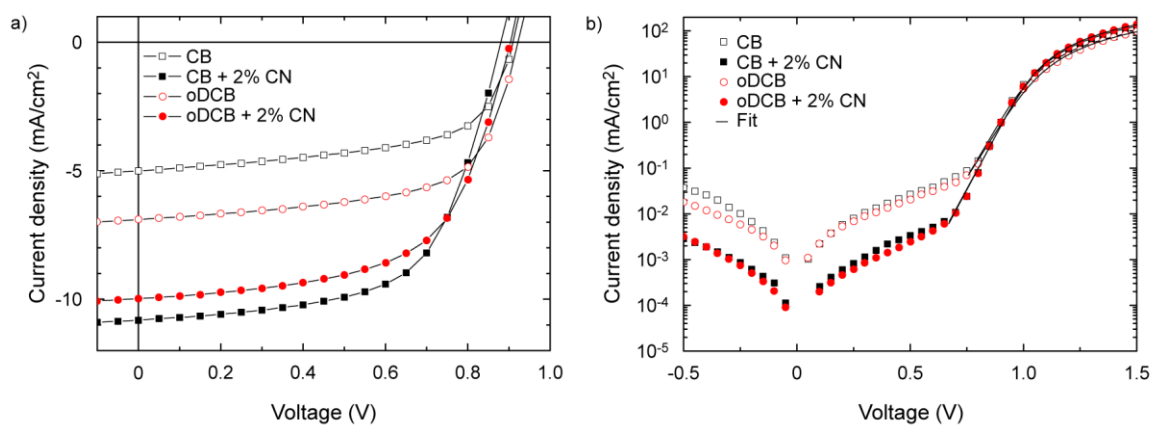 a)
Current density (mA/cm²)
0
-5
-10
CB
CB + 2% CN
oDCB
oDCB + 2% CN
0 0.2 0.4 0.6 0.8 1.0
Voltage (V)
b)
Current density (mA/cm²)
10²
10¹
10⁰
10⁻¹
10⁻²
10⁻³
10⁻⁴
10⁻⁵
CB
CB + 2% CN
oDCB
oDCB + 2% CN
Fit
-0.5 0 0.5 1.0 1.5
Voltage (V)